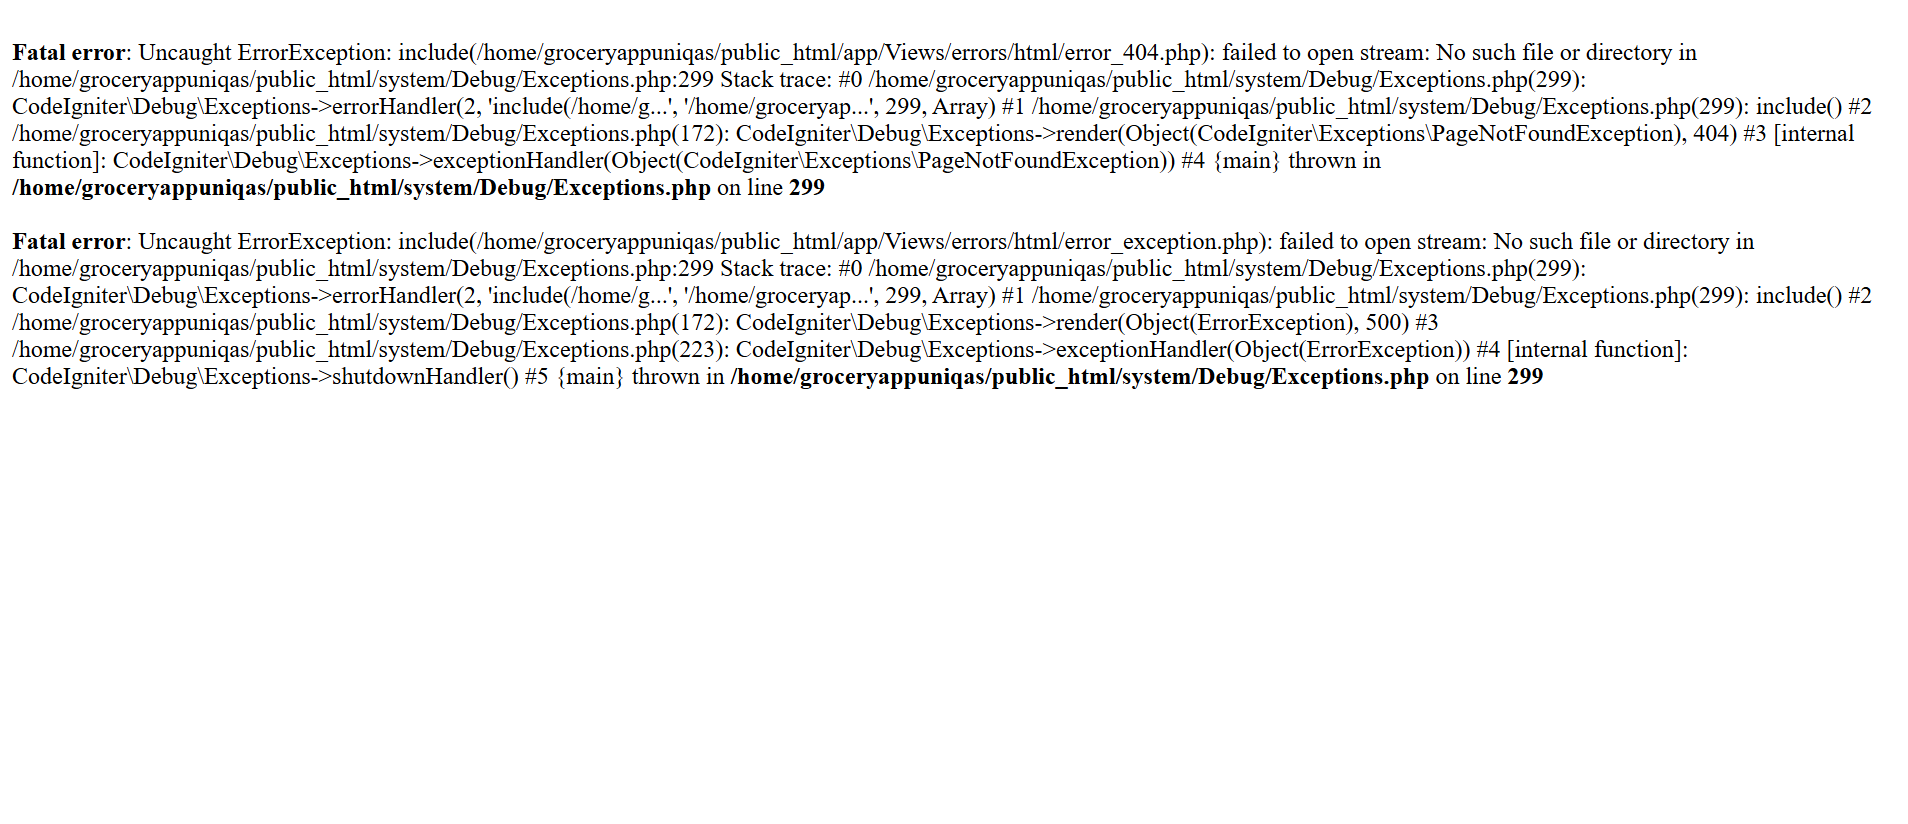 Fatal error: Uncaught ErrorException: include(/home/groceryappuniqas/public_html/app/Views/errors/html/error_404.php): failed to open stream: No such file or directory in
/home/groceryappuniqas/public_html/system/Debug/Exceptions.php:299 Stack trace: #0 /home/groceryappuniqas/public_html/system/Debug/Exceptions.php(299):
CodeIgniter\Debug\Exceptions->errorHandler(2, 'include(/home/g...', '/home/groceryap...', 299, Array) #1 /home/groceryappuniqas/public_html/system/Debug/Exceptions.php(299): include() #2
/home/groceryappuniqas/public_html/system/Debug/Exceptions.php(172): CodeIgniter\Debug\Exceptions->render(Object(CodeIgniter\Exceptions\PageNotFoundException), 404) #3 [internal
function]: CodeIgniter\Debug\Exceptions->exceptionHandler(Object(CodeIgniter\Exceptions\PageNotFoundException)) #4 {main} thrown in
/home/groceryappuniqas/public_html/system/Debug/Exceptions.php on line 299
Fatal error: Uncaught ErrorException: include(/home/groceryappuniqas/public_html/app/Views/errors/html/error_exception.php): failed to open stream: No such file or directory in
/home/groceryappuniqas/public_html/system/Debug/Exceptions.php:299 Stack trace: #0 /home/groceryappuniqas/public_html/system/Debug/Exceptions.php(299):
CodeIgniter\Debug\Exceptions->errorHandler(2, 'include(/home/g...', '/home/groceryap...', 299, Array) #1 /home/groceryappuniqas/public_html/system/Debug/Exceptions.php(299): include() #2
/home/groceryappuniqas/public_html/system/Debug/Exceptions.php(172): CodeIgniter\Debug\Exceptions->render(Object(ErrorException), 500) #3
/home/groceryappuniqas/public_html/system/Debug/Exceptions.php(223): CodeIgniter\Debug\Exceptions->exceptionHandler(Object(ErrorException)) #4 [internal function]:
CodeIgniter\Debug\Exceptions->shutdownHandler() #5 {main} thrown in /home/groceryappuniqas/public_html/system/Debug/Exceptions.php on line 299